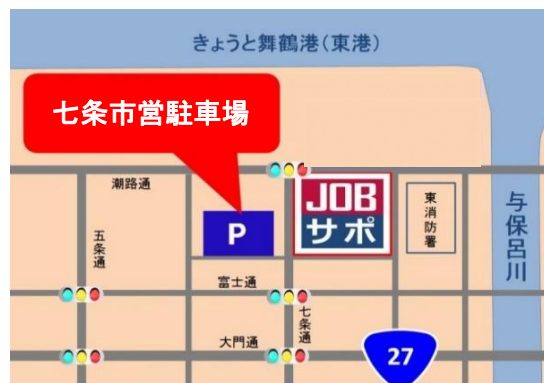 きょうと舞鶴港(東港)
七条市営駐車場
潮路通
JOB
サポ
東消防署
与保呂川
五条通
P
富士通
七条通
大門通
27